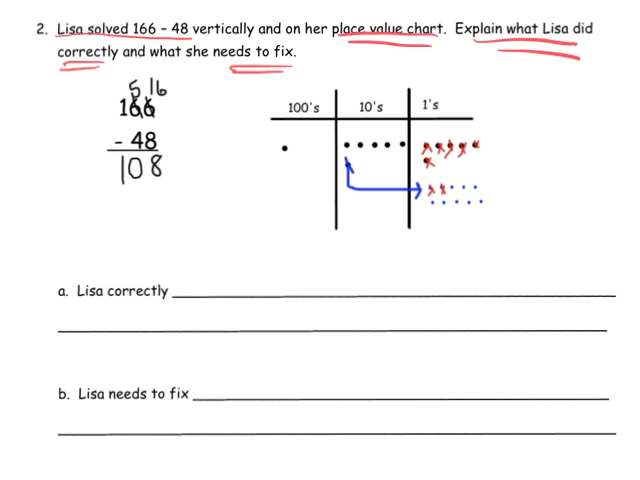 2. Lisa solved 166 - 48 vertically and on her place value chart. Explain what Lisa did
correctly and what she needs to fix.
5 16
166
- 48
108
100's 10's 1's
a. Lisa correctly
b. Lisa needs to fix